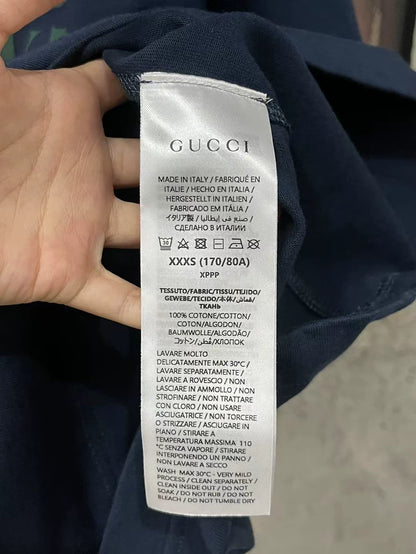 GUCCI
MADE IN ITALY / FABRIQUÉ EN
ITALIE / HECHO EN ITALIA /
HERGESTELLT IN ITALIEN /
FABRICADO EM ITÁLIA /
イタリア製 / صنع في إيطاليا /
СДЕЛАНО В ИТАЛИИ
30
XXXS (170/80A)
XPPP
TESSUTO/FABRIC/TISSU/TEJIDO/
GEWEBE/TECIDO/本体/قماش/
ТКАНЬ
100% COTONE/COTTON/
COTON/ALGODON/
BAUMWOLLE/ALGODÃO/
コットン/قطن/ХЛОПОК
LAVARE MOLTO
DELICATAMENTE MAX 30°C /
LAVARE SEPARATAMENTE /
LAVARE A ROVESCIO / NON
LASCIARE IN AMMOLLO / NON
STROFINARE / NON TRATTARE
CON CLORO / NON USARE
ASCIUGATRICE / NON TORCERE
O STRIZZARE / ASCIUGARE IN
PIANO / STIRARE A
TEMPERATURA MASSIMA 110
°C SENZA VAPORE / STIRARE
INTERPONENDO UN PANNO /
NON LAVARE A SECCO
WASH MAX 30°C - VERY MILD
PROCESS / CLEAN SEPARATELY /
CLEAN INSIDE OUT / DO NOT
SOAK / DO NOT RUB / DO NOT
BLEACH / DO NOT TUMBLE DRY